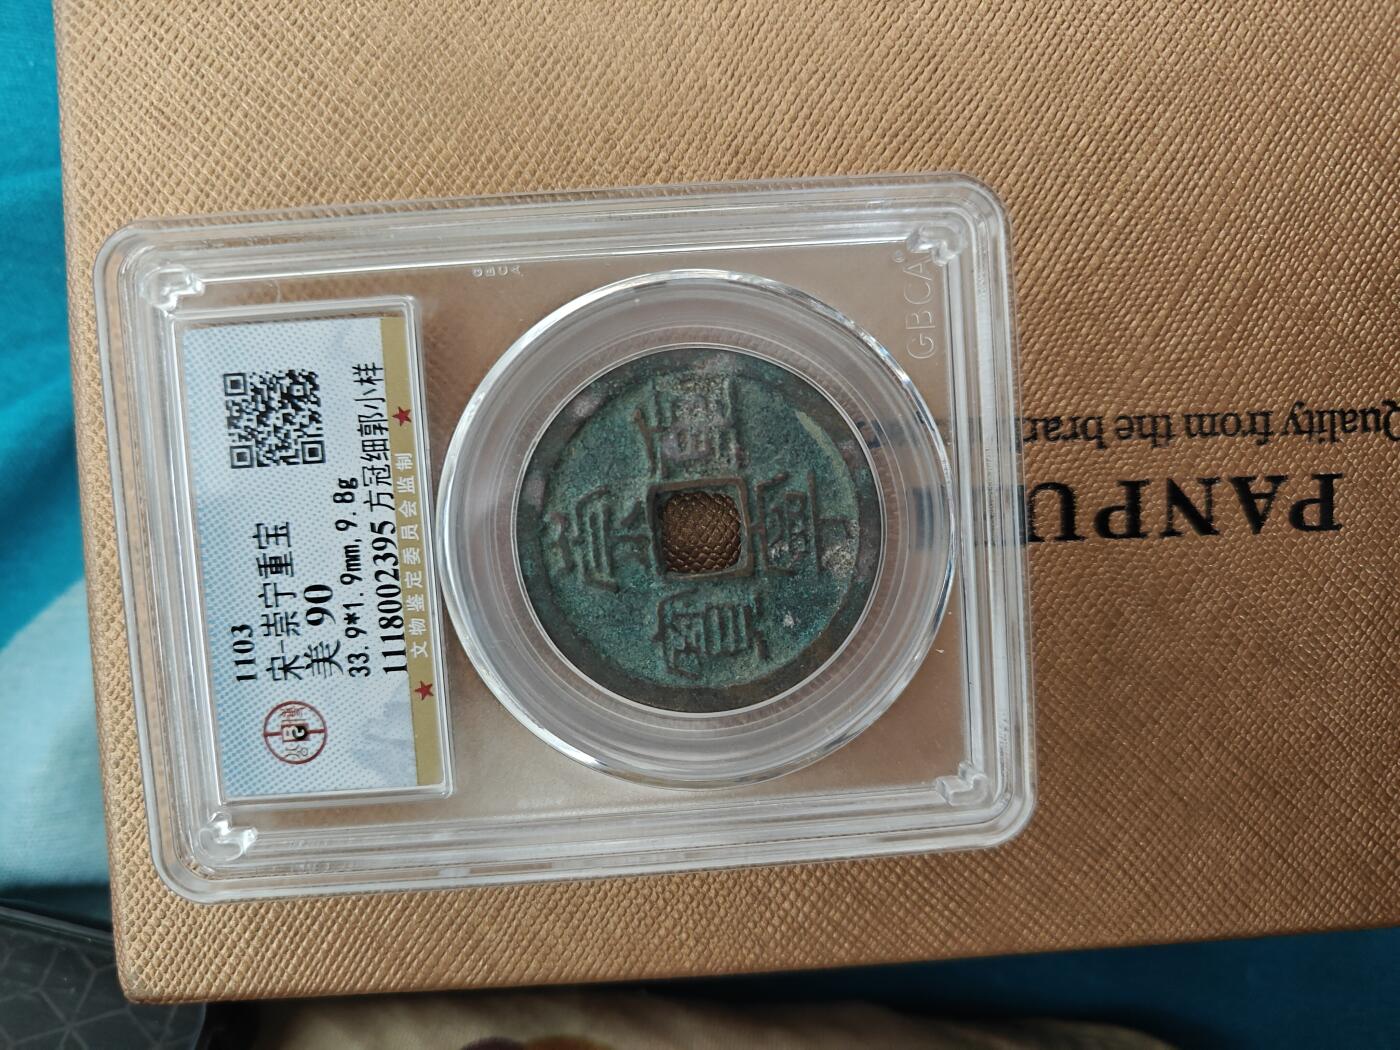 1103
宋-崇宁重宝
美 90
33.9*1.9mm,9.8g
1118002395 方冠细郭小样
文物鉴定委员会监制
GBCA
GBCA®
崇寧重寳
PANPU
Quality from the bran